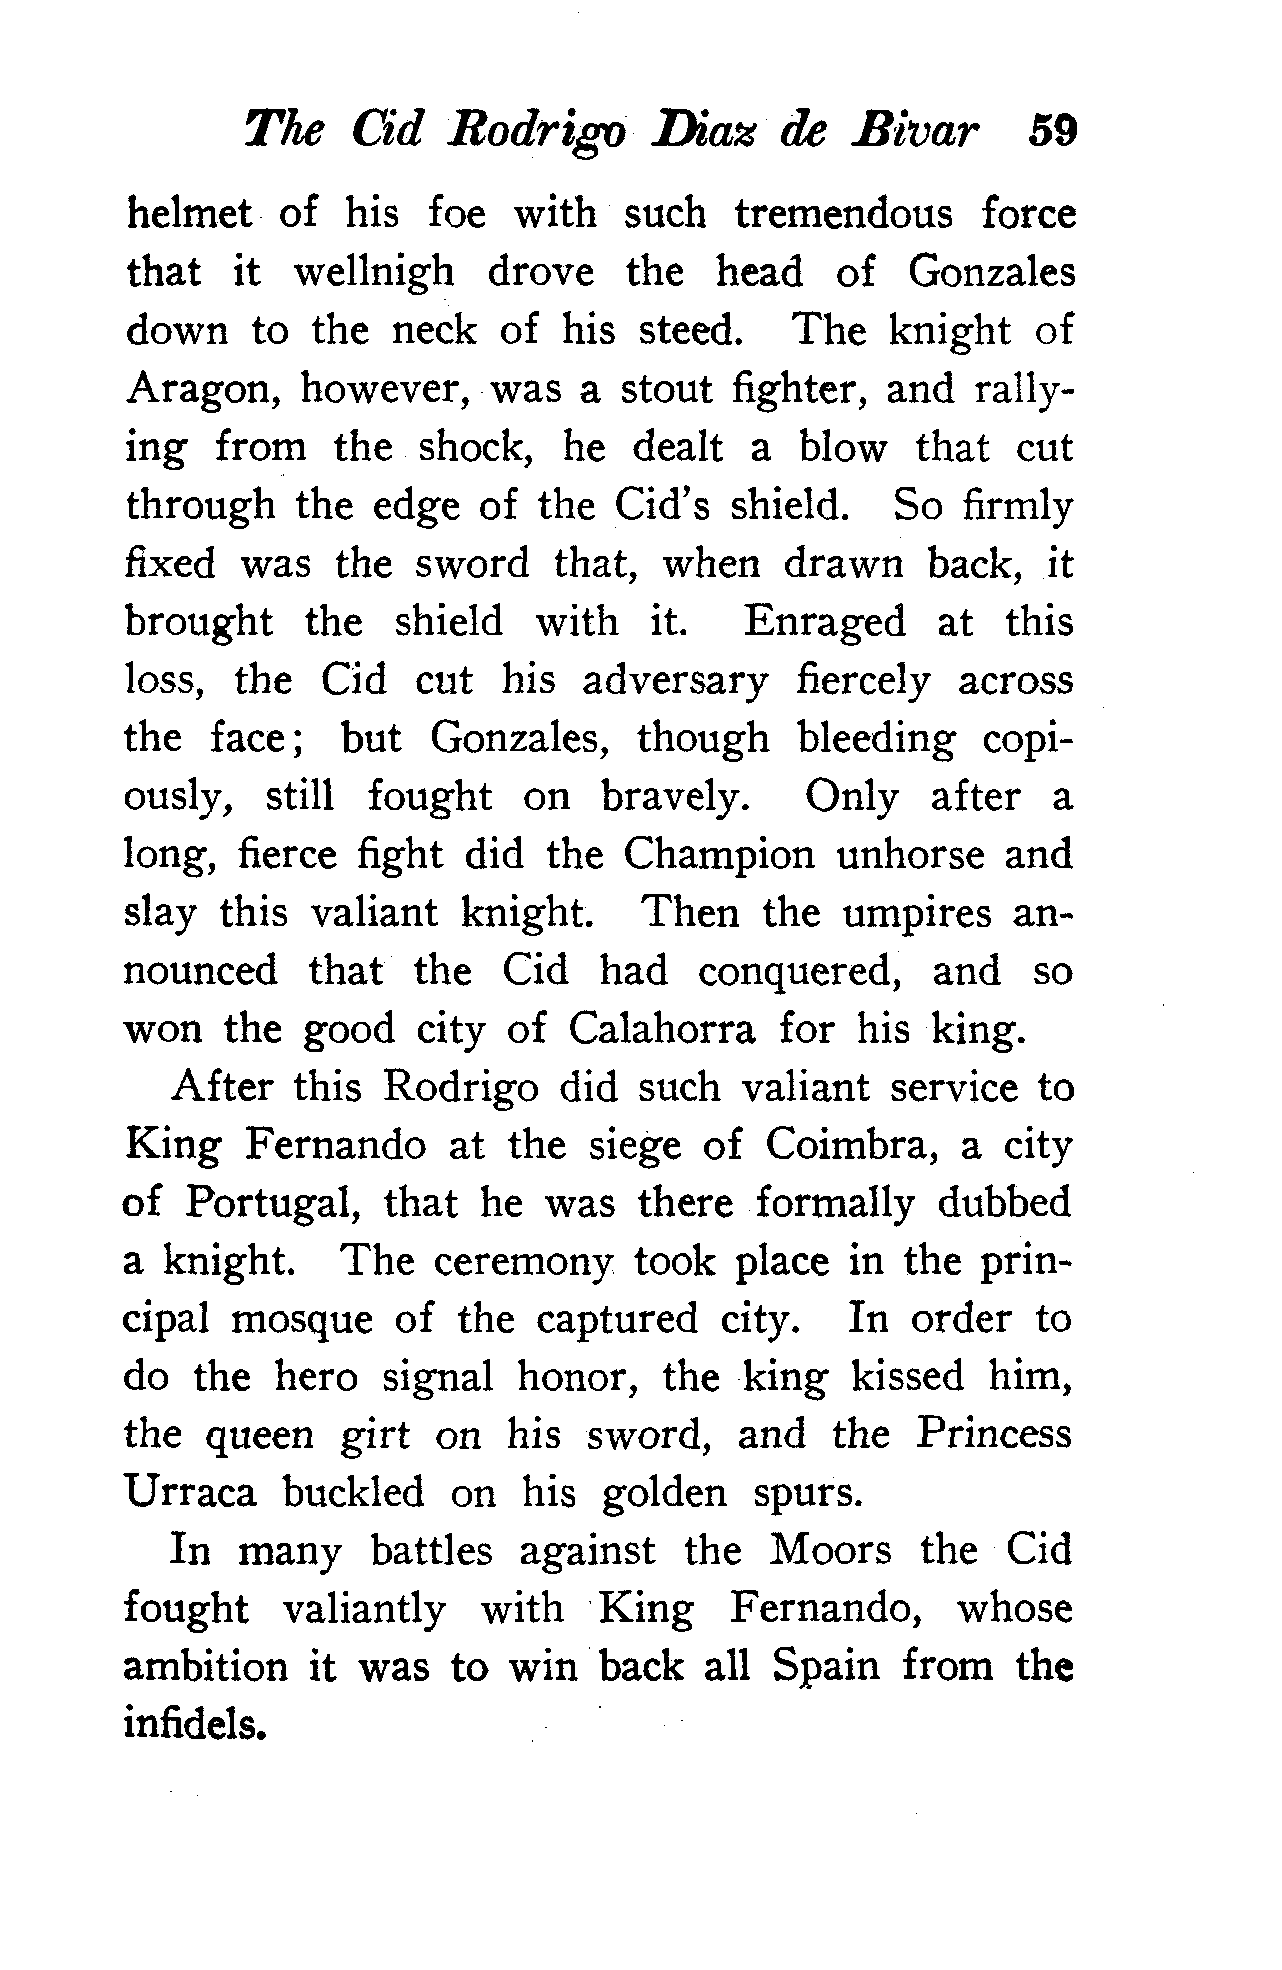 The Cid Rodrigo Diaz de Bivar 59
helmet of his foe with such tremendous force
that it wellnigh drove the head of Gonzales
down to the neck of his steed. The knight of
Aragon, however, was a stout fighter, and rally-
ing from the shock, he dealt a blow that cut
through the edge of the Cid's shield. So firmly
fixed was the sword that, when drawn back, it
brought the shield with it. Enraged at this
loss, the Cid cut his adversary fiercely across
the face; but Gonzales, though bleeding copi-
ously, still fought on bravely. Only after a
long, fierce fight did the Champion unhorse and
slay this valiant knight. Then the umpires an-
nounced that the Cid had conquered, and so
won the good city of Calahorra for his king.
After this Rodrigo did such valiant service to
King Fernando at the siege of Coimbra, a city
of Portugal, that he was there formally dubbed
a knight. The ceremony took place in the prin-
cipal mosque of the captured city. In order to
do the hero signal honor, the king kissed him,
the queen girt on his sword, and the Princess
Urraca buckled on his golden spurs.
In many battles against the Moors the Cid
fought valiantly with King Fernando, whose
ambition it was to win back all Spain from the
infidels.